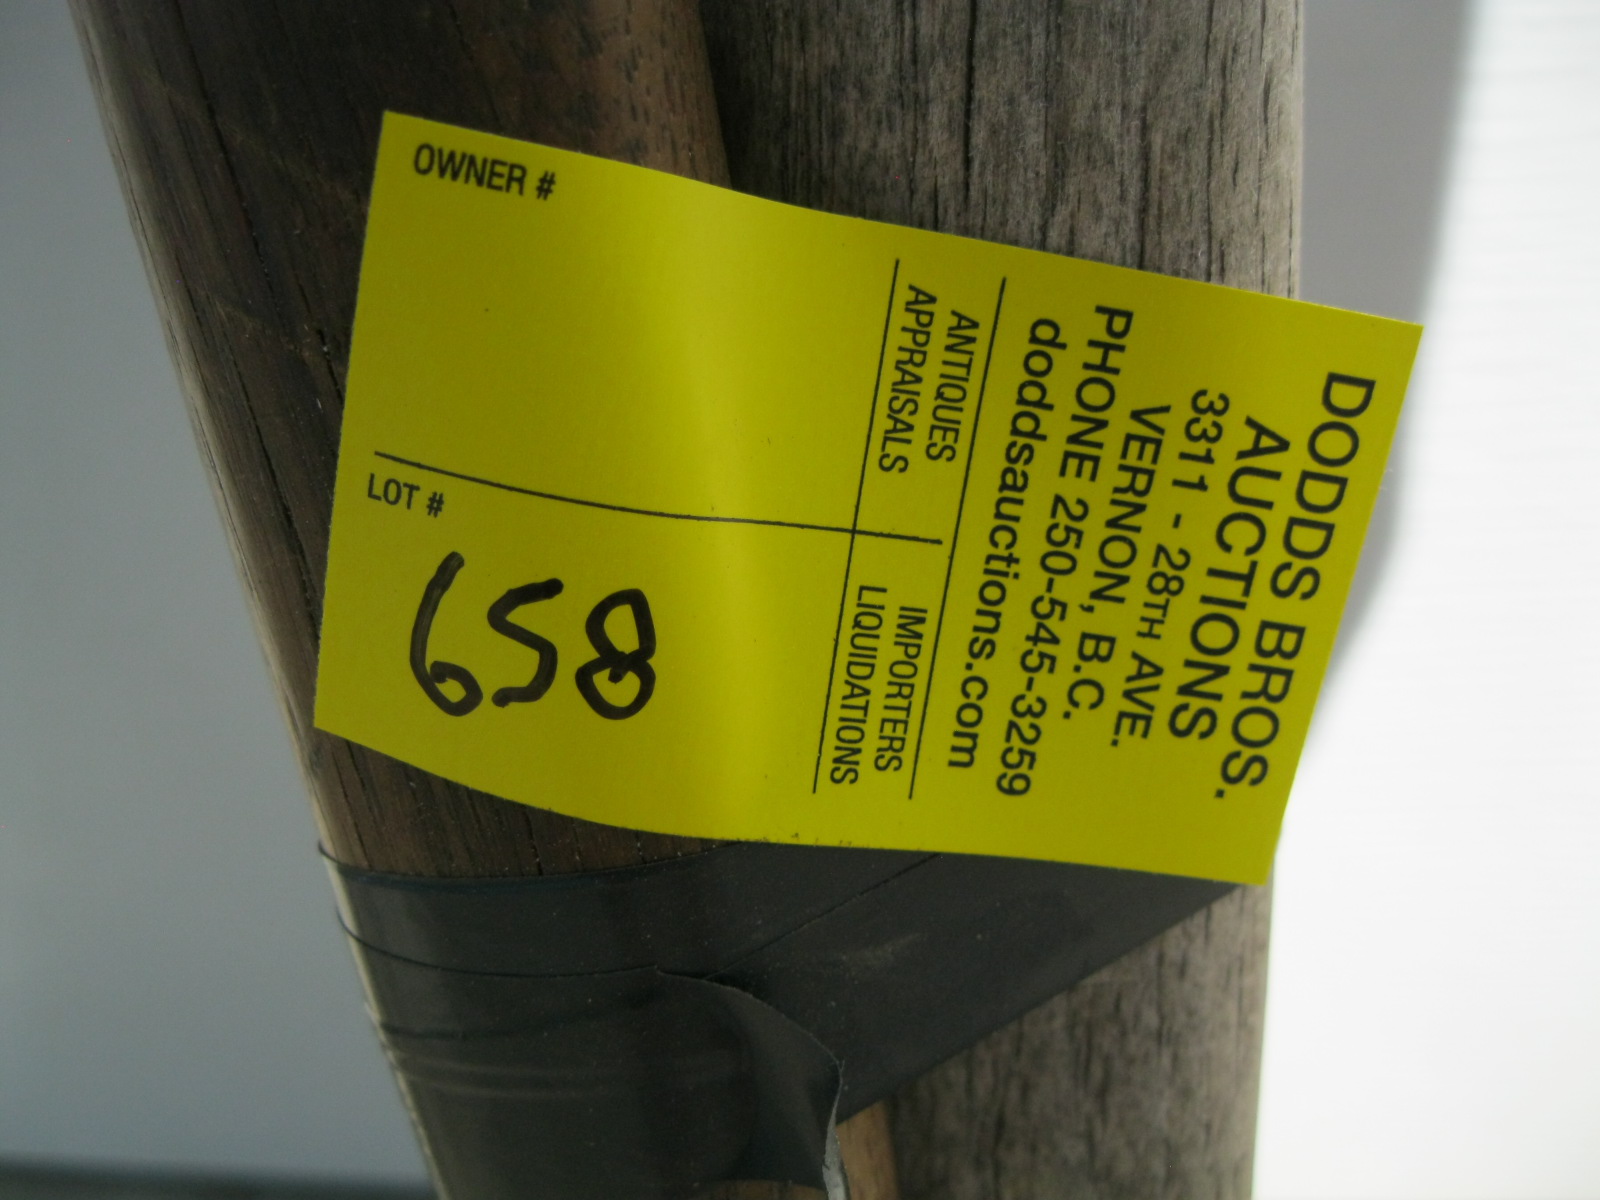 DODDS BROS.
AUCTIONS
3311 - 28TH AVE.
VERNON, B.C.
PHONE 250-545-3259
doddsauctions.com
ANTIQUES
APPRAISALS
IMPORTERS
LIQUIDATIONS
OWNER #
LOT #
658